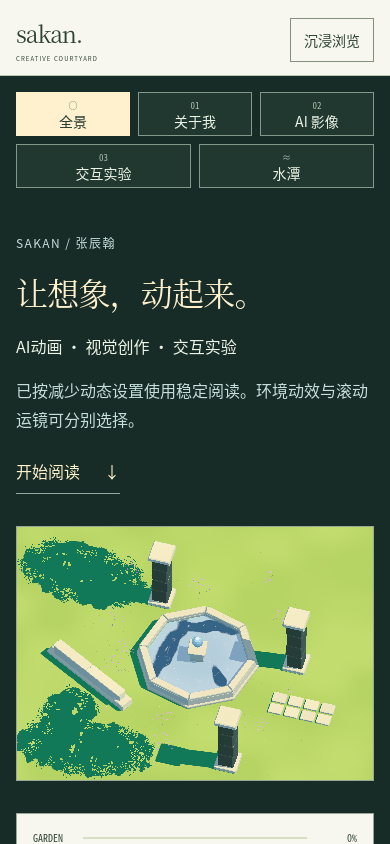 sakan.
CREATIVE COURTYARD
沉浸浏览
全景
01
关于我
02
AI 影像
03
交互实验
≈
水潭
SAKAN / 张辰翰
让想象，动起来。
AI动画 · 视觉创作 · 交互实验
已按减少动态设置使用稳定阅读。环境动效与滚动
运镜可分别选择。
开始阅读 ↓
GARDEN 0%